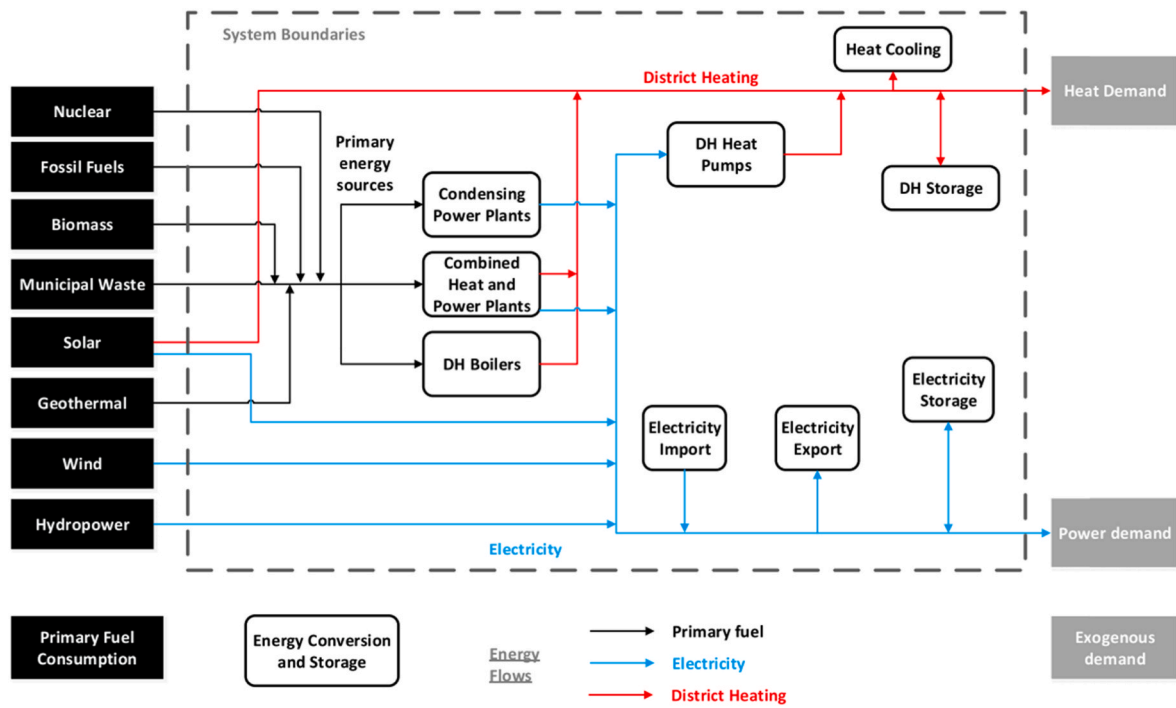 System Boundaries
Heat Cooling
District Heating
Heat Demand
Nuclear
Fossil Fuels
Biomass
Municipal Waste
Solar
Geothermal
Wind
Hydropower
Primary
energy
sources
Condensing
Power Plants
Combined
Heat and
Power Plants
DH Boilers
DH Heat
Pumps
DH Storage
Electricity
Import
Electricity
Export
Electricity
Storage
Electricity
Power demand
Primary Fuel
Consumption
Energy Conversion
and Storage
Energy
Flows
Primary fuel
Electricity
District Heating
Exogenous
demand